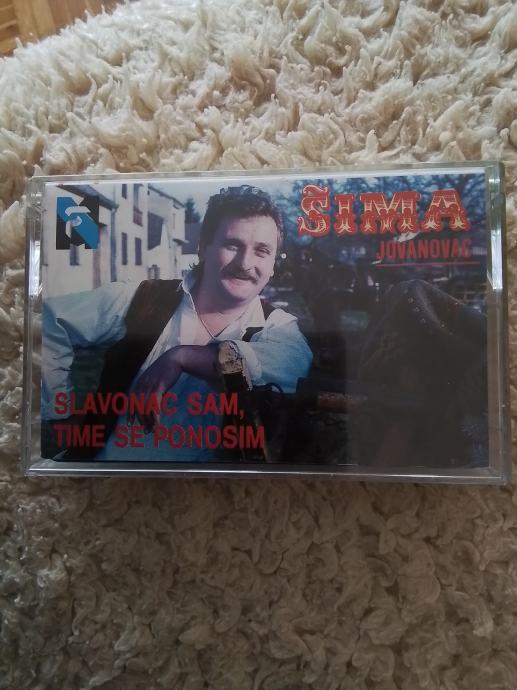 ŠIMA
JOVANOVAC
SLAVONAC SAM,
TIME SE PONOSIM